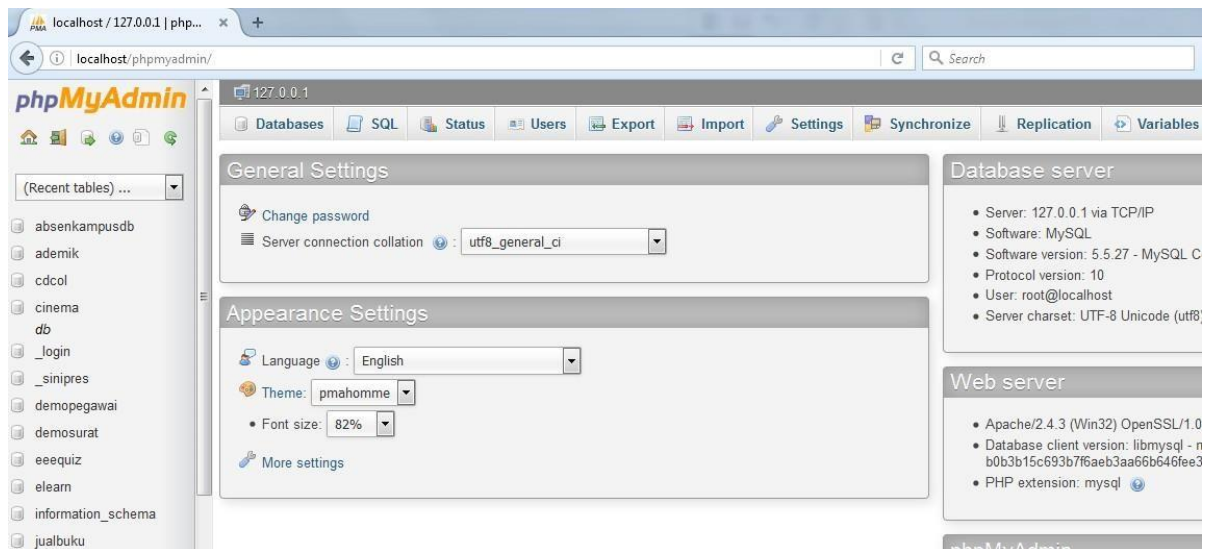 localhost / 127.0.0.1 | php...
localhost/phpmyadmin/
Search
phpMyAdmin
(Recent tables) ...
absenkampusdb
ademik
cdcol
cinema
db
_login
_sinipres
demopegawai
demosurat
eeequiz
elearn
information_schema
jualbuku
127.0.0.1
Databases SQL Status Users Export Import Settings Synchronize Replication Variables
General Settings
Change password
Server connection collation : utf8_general_ci
Appearance Settings
Language : English
Theme: pmahomme
Font size: 82%
More settings
Database server
Server: 127.0.0.1 via TCP/IP
Software: MySQL
Software version: 5.5.27 - MySQL C
Protocol version: 10
User: root@localhost
Server charset: UTF-8 Unicode (utf8)
Web server
Apache/2.4.3 (Win32) OpenSSL/1.0
Database client version: libmysql -
b0b3b15c693b7f6aeb3aa66b646fee3
PHP extension: mysql
phpMyAdmin